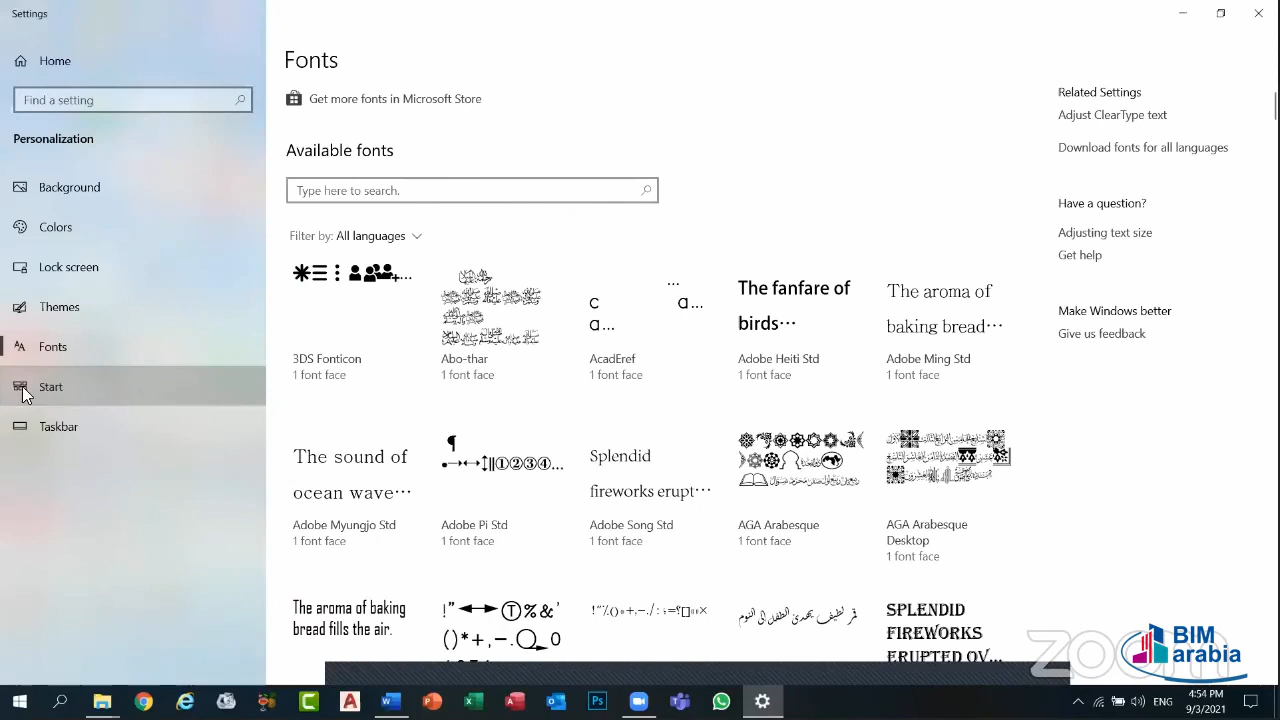 Settings
Home
Find a setting
Personalization
Background
Colors
Lock screen
Themes
Fonts
Start
Taskbar
Fonts
Get more fonts in Microsoft Store
Available fonts
Type here to search.
Filter by: All languages
3DS Fonticon
1 font face
Abo-thar
1 font face
c a...
a...
AcadEref
1 font face
The fanfare of
birds...
Adobe Heiti Std
1 font face
The aroma of
baking bread...
Adobe Ming Std
1 font face
The sound of
ocean wave...
Adobe Myungjo Std
1 font face
¶
①②③④...
Adobe Pi Std
1 font face
Splendid
fireworks erupt...
Adobe Song Std
1 font face
AGA Arabesque
1 font face
AGA Arabesque
Desktop
1 font face
The aroma of baking
bread fills the air.
SPLENDID
FIREWORKS
ERUPTED OV...
Related Settings
Adjust ClearType text
Download fonts for all languages
Have a question?
Adjusting text size
Get help
Make Windows better
Give us feedback
zoom
BIM
arabia
ENG
4:54 PM
9/3/2021